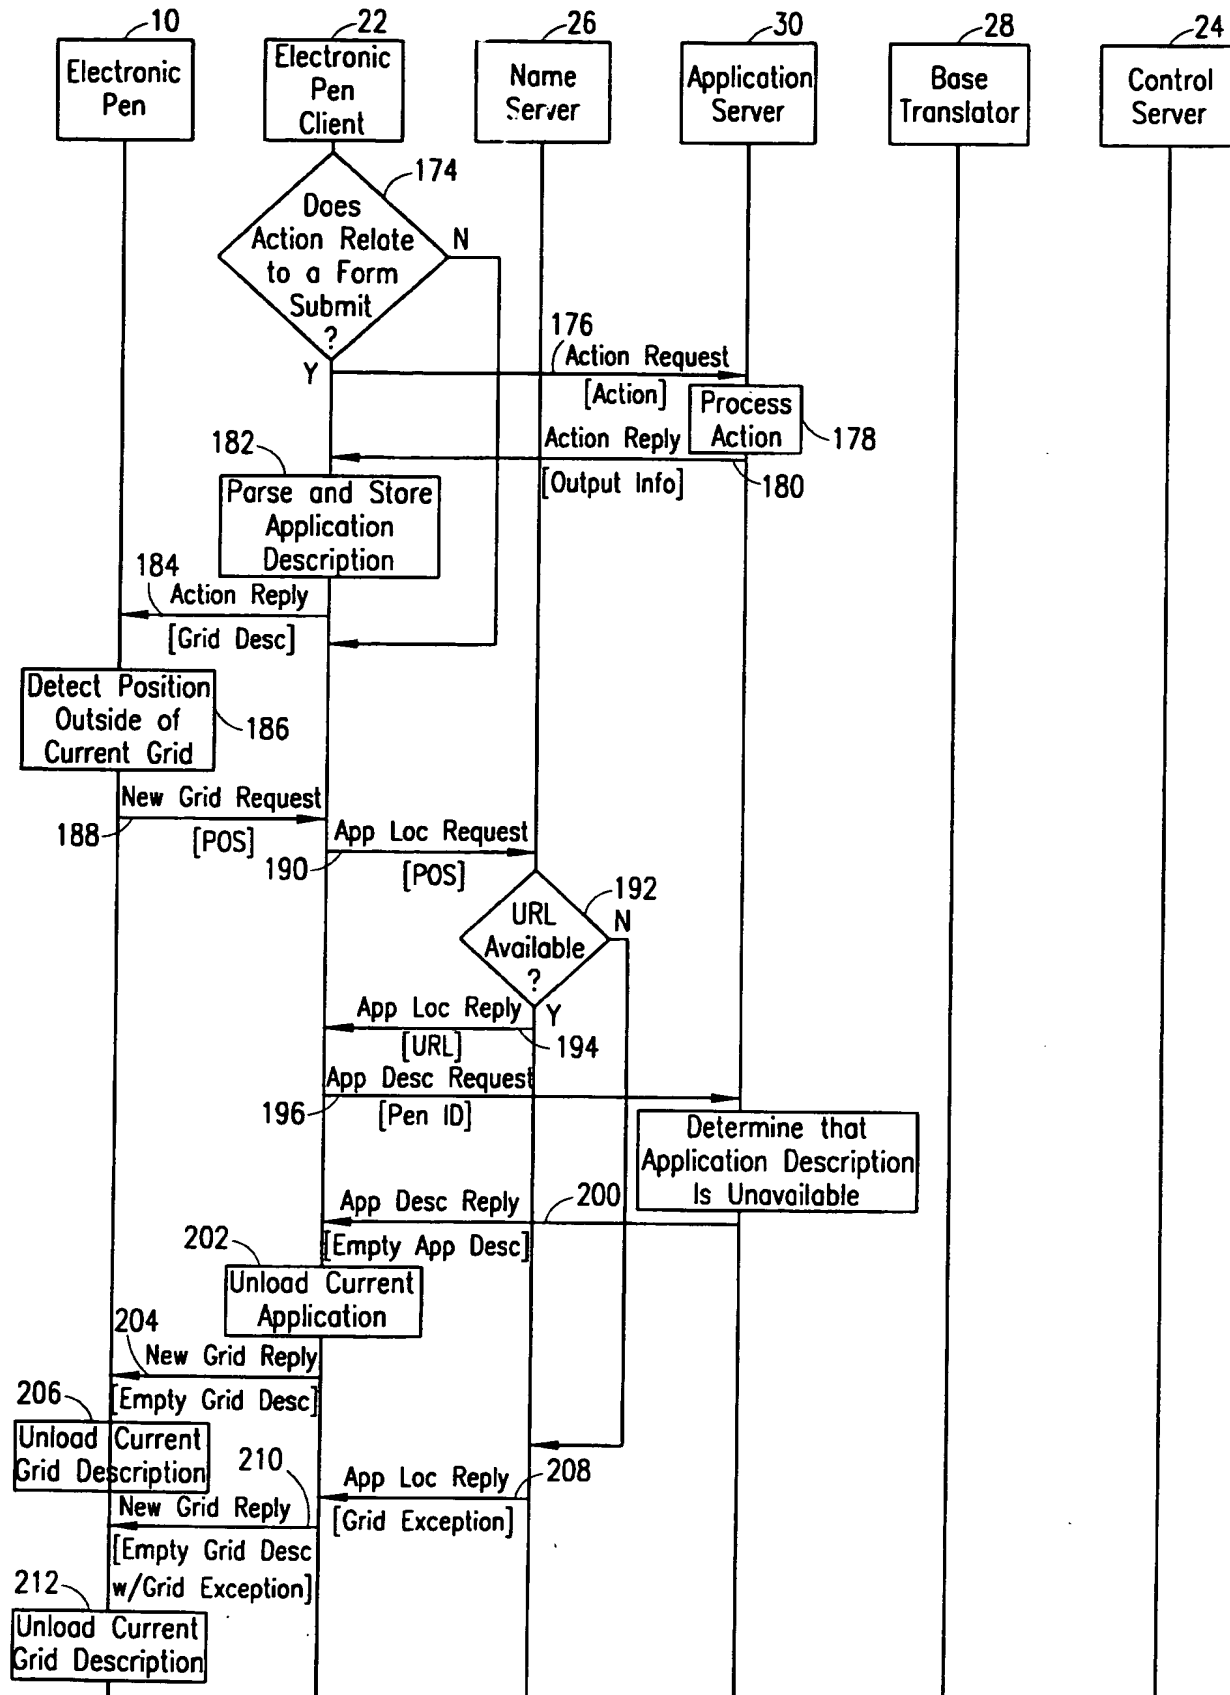 10
22
26
30
28
24
Electronic
Pen
Electronic
Pen
Client
Name
Server
Application
Server
Base
Translator
Control
Server
174
Does
Action Relate
to a Form
Submit
?
N
Y
176
Action Request
[Action]
Process
Action
178
Action Reply
[Output Info]
180
182
Parse and Store
Application
Description
184
Action Reply
[Grid Desc]
Detect Position
Outside of
Current Grid
186
New Grid Request
188
[POS]
App Loc Request
190
[POS]
192
URL
Available
?
N
Y
App Loc Reply
[URL]
194
App Desc Request
196
[Pen ID]
Determine that
Application Description
Is Unavailable
App Desc Reply
200
[Empty App Desc]
202
Unload Current
Application
204
New Grid Reply
[Empty Grid Desc]
206
Unload Current
Grid Description
App Loc Reply
208
[Grid Exception]
210
New Grid Reply
[Empty Grid Desc
w/Grid Exception]
212
Unload Current
Grid Description